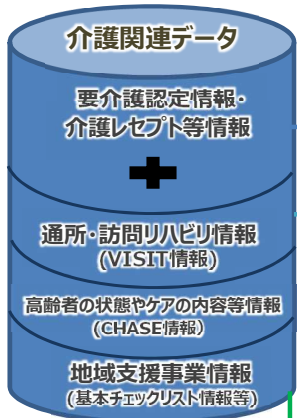 介護関連データ
要介護認定情報・
介護レセプト等情報
+
通所・訪問リハビリ情報
(VISIT情報)
高齢者の状態やケアの内容等情報
(CHASE情報)
地域支援事業情報
(基本チェックリスト情報等)